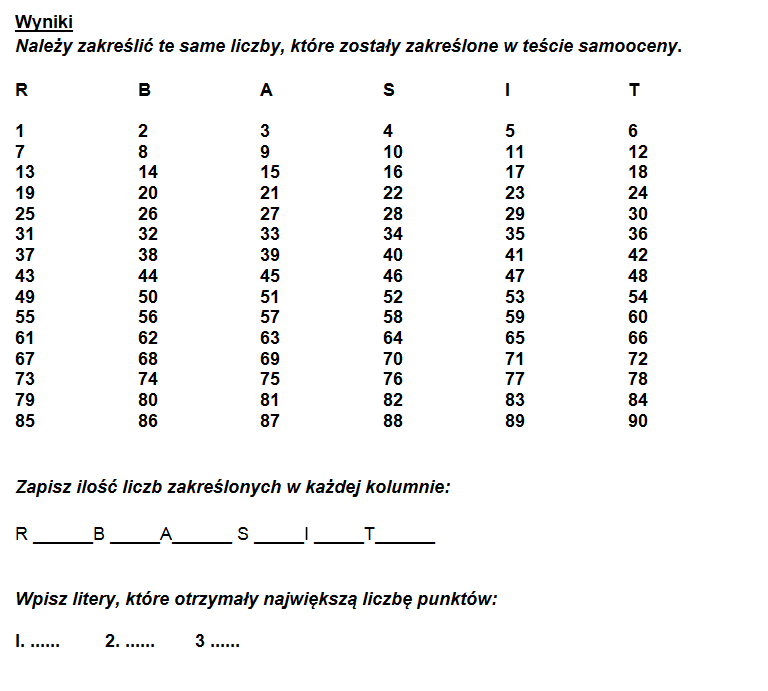 Wyniki
Należy zakreślić te same liczby, które zostały zakreślone w teście samooceny.
R B A S I T
1 2 3 4 5 6
7 8 9 10 11 12
13 14 15 16 17 18
19 20 21 22 23 24
25 26 27 28 29 30
31 32 33 34 35 36
37 38 39 40 41 42
43 44 45 46 47 48
49 50 51 52 53 54
55 56 57 58 59 60
61 62 63 64 65 66
67 68 69 70 71 72
73 74 75 76 77 78
79 80 81 82 83 84
85 86 87 88 89 90
Zapisz ilość liczb zakreślonych w każdej kolumnie:
R ______B _____A______ S _____I _____T______
Wpisz litery, które otrzymały największą liczbę punktów:
I. ...... 2. ...... 3 ......